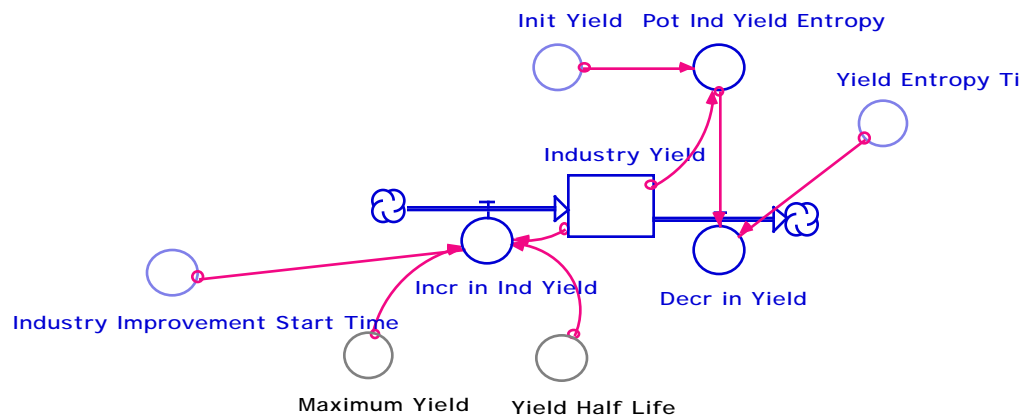 Init Yield Pot Ind Yield Entropy
Yield Entropy Ti
Industry Yield
Incr in Ind Yield
Decr in Yield
Industry Improvement Start Time
Maximum Yield
Yield Half Life